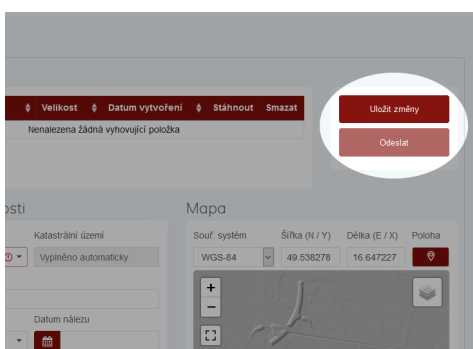 Velikost Datum vytvoření Stáhnout Smazat
Nenalezena žádná vyhovující položka
Uložit změny
Odeslat
osti
Katastrální území
Vyplněno automaticky
Datum nálezu
Mapa
Souř. systém Šířka (N / Y) Délka (E / X) Poloha
WGS-84 49.538276 16.647227
+
−